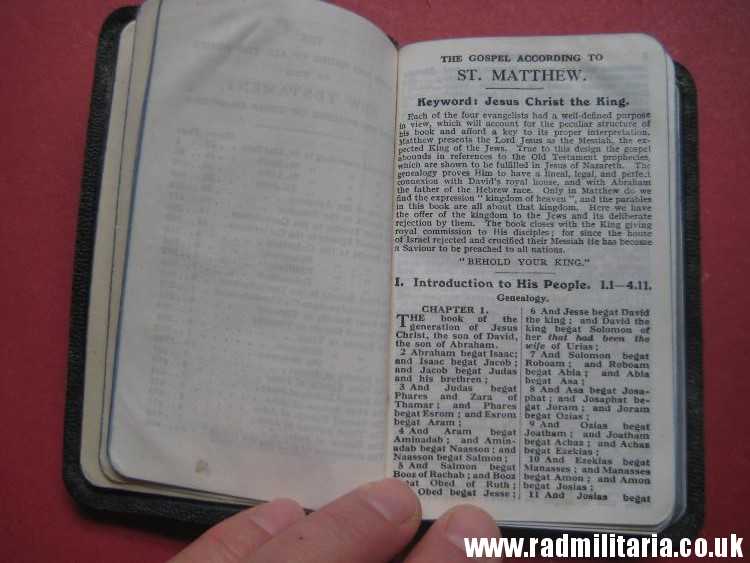 THE GOSPEL ACCORDING TO
ST. MATTHEW.
Keyword: Jesus Christ the King.
Each of the four evangelists had a well-defined purpose
in view, which will account for the peculiar structure of
his book and afford a key to its proper interpretation.
Matthew presents the Lord Jesus as the Messiah, the ex-
pected King of the Jews. True to this design the gospel
abounds in references to the Old Testament prophecies,
which are shown to be fulfilled in Jesus of Nazareth. The
genealogy proves Him to have a lineal, legal, and perfect
connexion with David's royal house, and with Abraham
the father of the Hebrew race. Only in Matthew do we
find the expression "kingdom of heaven", and the parables
in this book are all about that kingdom. Here we have
the offer of the kingdom to the Jews and its deliberate
rejection by them. The book closes with the King giving
royal commission to His disciples; for since the house
of Israel rejected and crucified their Messiah He has become
a Saviour to be preached to all nations.
"BEHOLD YOUR KING."
I. Introduction to His People. 1.1—4.11.
Genealogy.
CHAPTER 1.
THE book of the
generation of Jesus
Christ, the son of David,
the son of Abraham.
2 Abraham begat Isaac;
and Isaac begat Jacob;
and Jacob begat Judas
and his brethren;
3 And Judas begat
Phares and Zara of
Thamar; and Phares
begat Esrom; and Esrom
begat Aram;
4 And Aram begat
Aminadab; and Amin-
adab begat Naasson; and
Naasson begat Salmon;
5 And Salmon begat
Booz of Rachab; and Booz
begat Obed of Ruth;
Obed begat Jesse;
6 And Jesse begat David
the king; and David the
king begat Solomon of
her that had been the
wife of Urias;
7 And Solomon begat
Roboam; and Roboam
begat Abia; and Abia
begat Asa;
8 And Asa begat Josa-
phat; and Josaphat be-
gat Joram; and Joram
begat Ozias;
9 And Ozias begat
Joatham; and Joatham
begat Achaz; and Achaz
begat Ezekias;
10 And Ezekias begat
Manasses; and Manasses
begat Amon; and Amon
begat Josias;
11 And Josias begat
www.radmilitaria.co.uk